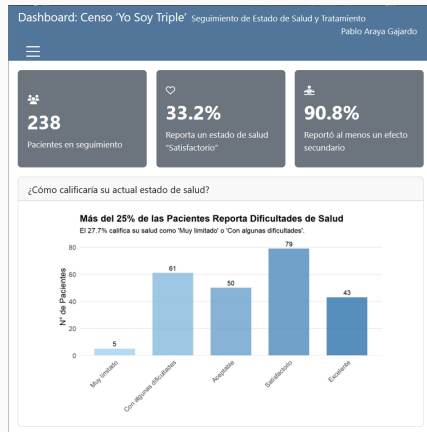 Dashboard: Censo 'Yo Soy Triple' Seguimiento de Estado de Salud y Tratamiento
Pablo Araya Gajardo
238
Pacientes en seguimiento
33.2%
Reporta un estado de salud
"Satisfactorio"
90.8%
Reportó al menos un efecto
secundario
¿Cómo calificaría su actual estado de salud?
Más del 25% de las Pacientes Reporta Dificultades de Salud
El 27.7% califica su salud como 'Muy limitado' o 'Con algunas dificultades'.
N° de Pacientes
80
60
40
20
0
5
61
50
79
43
Muy limitado
Con algunas dificultades
Aceptable
Satisfactorio
Excelente